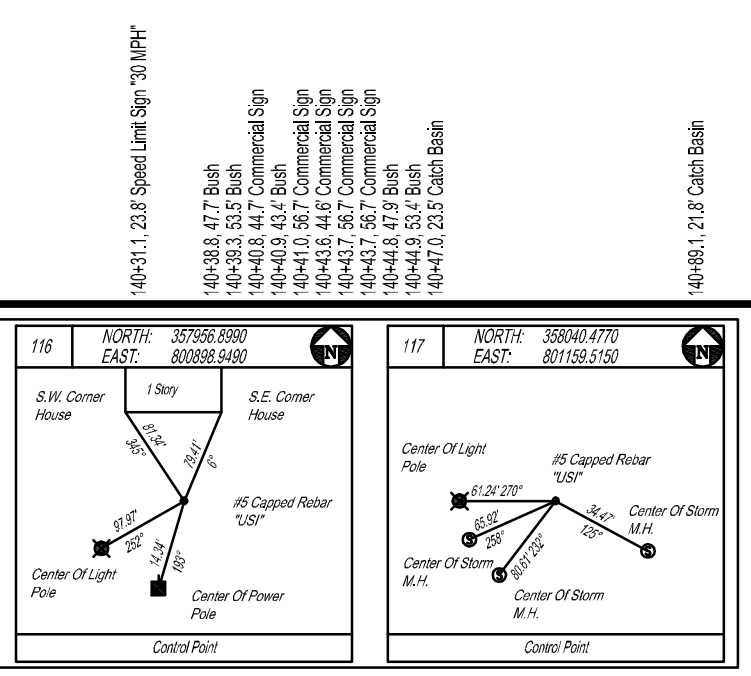 140+31.1, 23.8' Speed Limit Sign "30 MPH"
140+38.8, 47.7' Bush
140+39.3, 53.5' Bush
140+40.8, 44.7' Commercial Sign
140+40.9, 43.4' Bush
140+41.0, 56.7' Commercial Sign
140+43.6, 44.6' Commercial Sign
140+43.7, 56.7' Commercial Sign
140+43.7, 56.7' Commercial Sign
140+44.8, 47.9' Bush
140+44.9, 53.4' Bush
140+47.0, 23.5' Catch Basin
140+89.1, 21.8' Catch Basin
116
NORTH: 357956.8990
EAST: 800898.9490
N
S.W. Corner
House
1 Story
S.E. Corner
House
81.34'
345°
79.41'
6°
#5 Capped Rebar
"USI"
97.97'
252°
14.34'
193°
Center Of Light
Pole
Center Of Power
Pole
Control Point
117
NORTH: 358040.4770
EAST: 801159.5150
N
Center Of Light
Pole
#5 Capped Rebar
"USI"
61.24' 270°
65.92'
258°
80.61' 232°
34.47'
125°
Center Of Storm
M.H.
S
S
S
Center Of Storm
M.H.
Center Of Storm
M.H.
Control Point